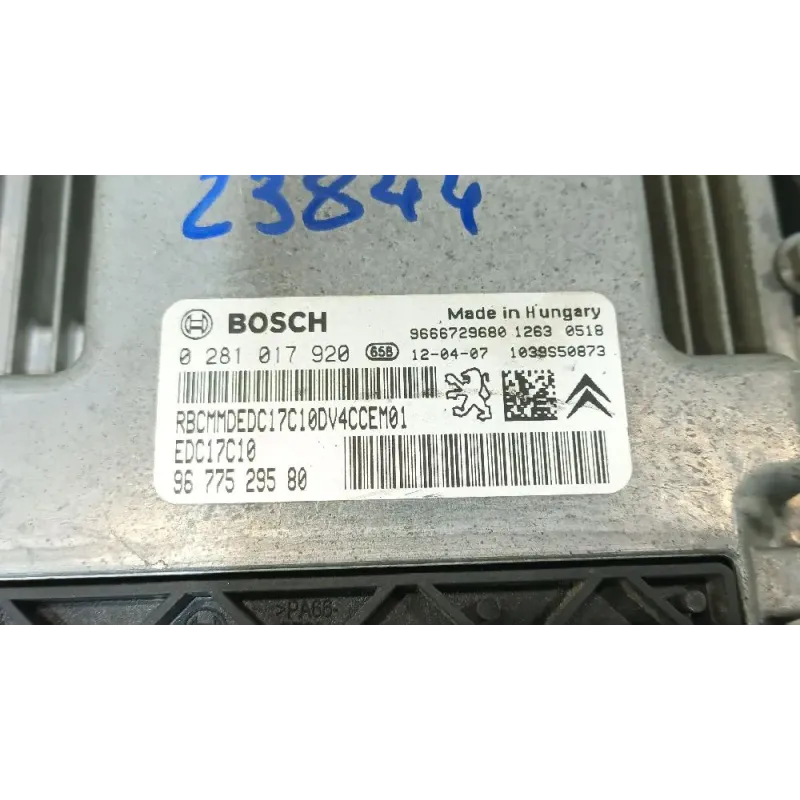 23844
BOSCH Made in Hungary
9666729680 1263 0518
0 281 017 920 658 12-04-07 1039S50873
RBCMMDEDC17C10DV4CCEM01
EDC17C10
96 775 295 80
>PA66-